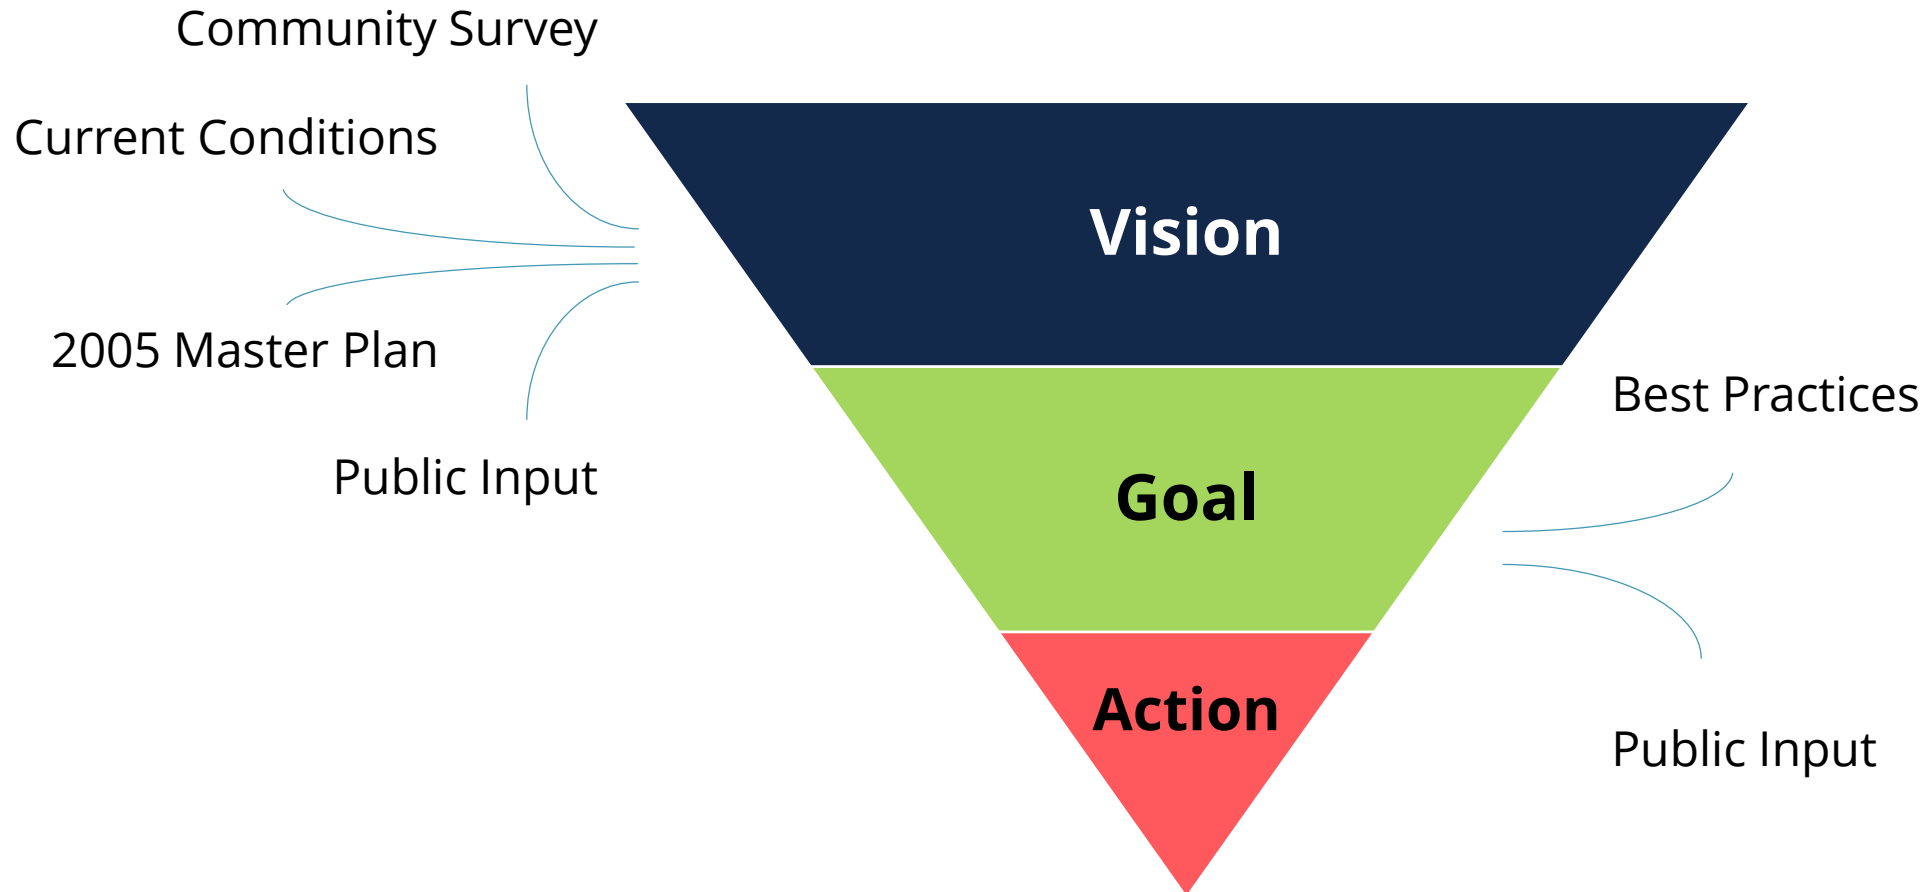 Community Survey
Current Conditions
2005 Master Plan
Public Input
Vision
Goal
Action
Best Practices
Public Input